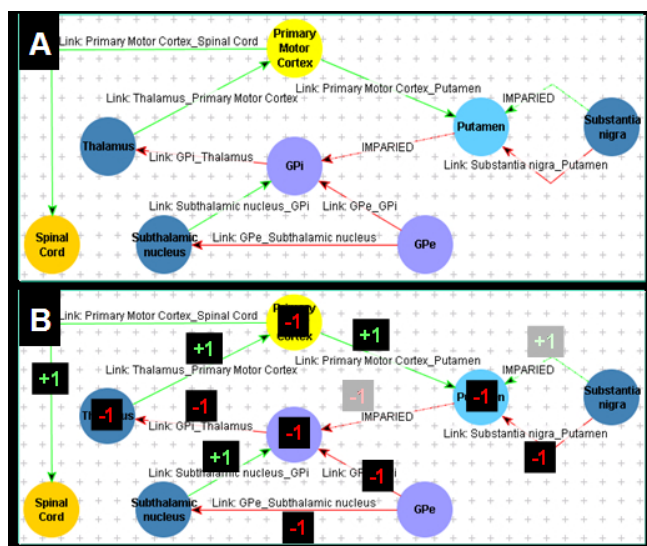 A
Primary
Motor
Cortex
Link: Primary Motor Cortex_Spinal Cord
Link: Primary Motor Cortex_Putamen
Link: Thalamus_Primary Motor Cortex
IMPARIED
Substantia
nigra
Putamen
Thalamus
IMPARIED
Link: GPi_Thalamus
GPi
Link: Substantia nigra_Putamen
Link: Subthalamic nucleus_GPi
Link: GPe_GPi
Spinal
Cord
Subthalamic
nucleus
Link: GPe_Subthalamic nucleus
GPe
B
Link: Primary Motor Cortex_Spinal Cord
-1
Cortex
+1
+1
+1
+1
Link: Primary Motor Cortex_Putamen
Link: Thalamus_Primary Motor Cortex
IMPARIED
Substantia
nigra
-1
-1
-1
-1
IMPARIED
Link: GPi_Thalamus
-1
Link: Substantia nigra_Putamen
-1
+1
Link: Subthalamic nucleus_GPi
-1
Spinal
Cord
Subthalamic
nucleus
Link: GPe_Subthalamic nucleus
-1
GPe